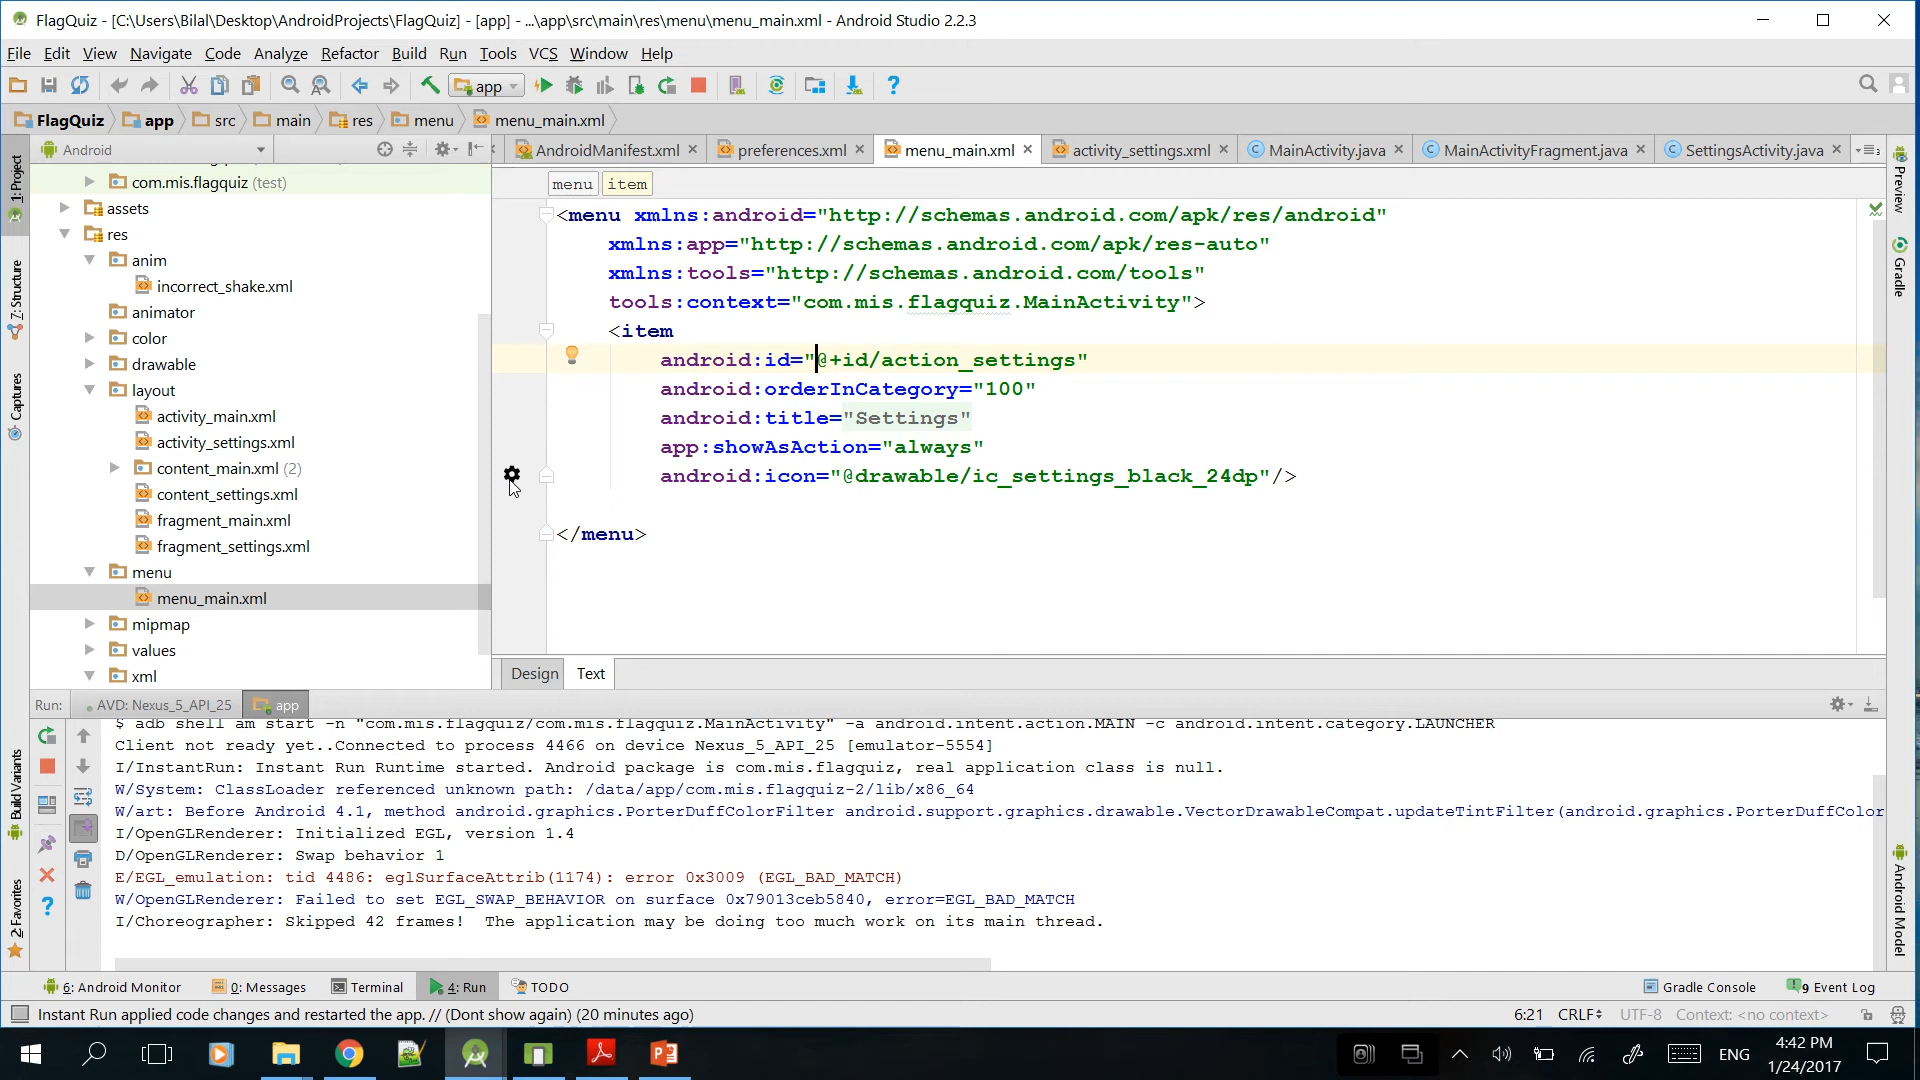 FlagQuiz - [C:\Users\Bilal\Desktop\AndroidProjects\FlagQuiz] - [app] - ...\app\src\main\res\menu\menu_main.xml - Android Studio 2.2.3
File Edit View Navigate Code Analyze Refactor Build Run Tools VCS Window Help
app
FlagQuiz app src main res menu menu_main.xml
Android
AndroidManifest.xml preferences.xml menu_main.xml activity_settings.xml MainActivity.java MainActivityFragment.java SettingsActivity.java
1: Project
7: Structure
Captures
Build Variants
2: Favorites
com.mis.flagquiz (test)
assets
res
anim
incorrect_shake.xml
animator
color
drawable
layout
activity_main.xml
activity_settings.xml
content_main.xml (2)
content_settings.xml
fragment_main.xml
fragment_settings.xml
menu
menu_main.xml
mipmap
values
xml
menu item
<menu xmlns:android="http://schemas.android.com/apk/res/android"
xmlns:app="http://schemas.android.com/apk/res-auto"
xmlns:tools="http://schemas.android.com/tools"
tools:context="com.mis.flagquiz.MainActivity">
<item
android:id="@+id/action_settings"
android:orderInCategory="100"
android:title="Settings"
app:showAsAction="always"
android:icon="@drawable/ic_settings_black_24dp"/>
</menu>
Design Text
Preview
Gradle
Android Model
Run: AVD: Nexus_5_API_25 app
$ adb shell am start -n "com.mis.flagquiz/com.mis.flagquiz.MainActivity" -a android.intent.action.MAIN -c android.intent.category.LAUNCHER
Client not ready yet..Connected to process 4466 on device Nexus_5_API_25 [emulator-5554]
I/InstantRun: Instant Run Runtime started. Android package is com.mis.flagquiz, real application class is null.
W/System: ClassLoader referenced unknown path: /data/app/com.mis.flagquiz-2/lib/x86_64
W/art: Before Android 4.1, method android.graphics.PorterDuffColorFilter android.support.graphics.drawable.VectorDrawableCompat.updateTintFilter(android.graphics.PorterDuffColor
I/OpenGLRenderer: Initialized EGL, version 1.4
D/OpenGLRenderer: Swap behavior 1
E/EGL_emulation: tid 4486: eglSurfaceAttrib(1174): error 0x3009 (EGL_BAD_MATCH)
W/OpenGLRenderer: Failed to set EGL_SWAP_BEHAVIOR on surface 0x79013ceb5840, error=EGL_BAD_MATCH
I/Choreographer: Skipped 42 frames!  The application may be doing too much work on its main thread.
6: Android Monitor 0: Messages Terminal 4: Run TODO Gradle Console 9 Event Log
Instant Run applied code changes and restarted the app. // (Dont show again) (20 minutes ago) 6:21 CRLF UTF-8 Context: <no context>
ENG 4:42 PM
1/24/2017